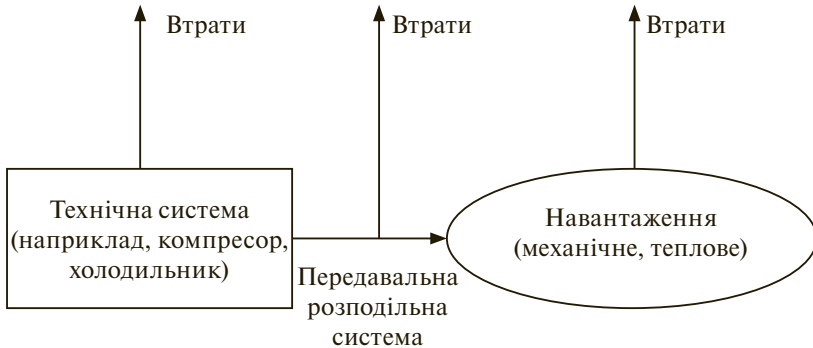 Втрати
Втрати
Втрати
Технічна система
(наприклад, компресор,
холодильник)
Передавальна
розподільна
система
Навантаження
(механічне, теплове)